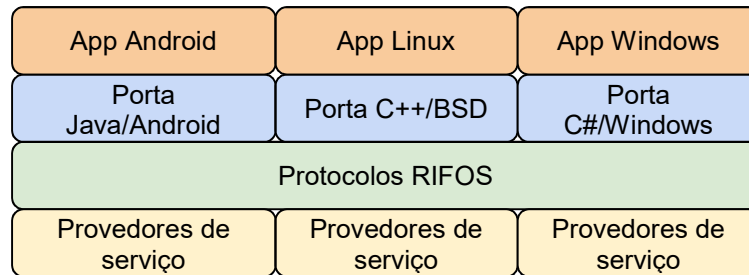 App Android
App Linux
App Windows
Porta
Java/Android
Porta C++/BSD
Porta
C#/Windows
Protocolos RIFOS
Provedores de
serviço
Provedores de
serviço
Provedores de
serviço